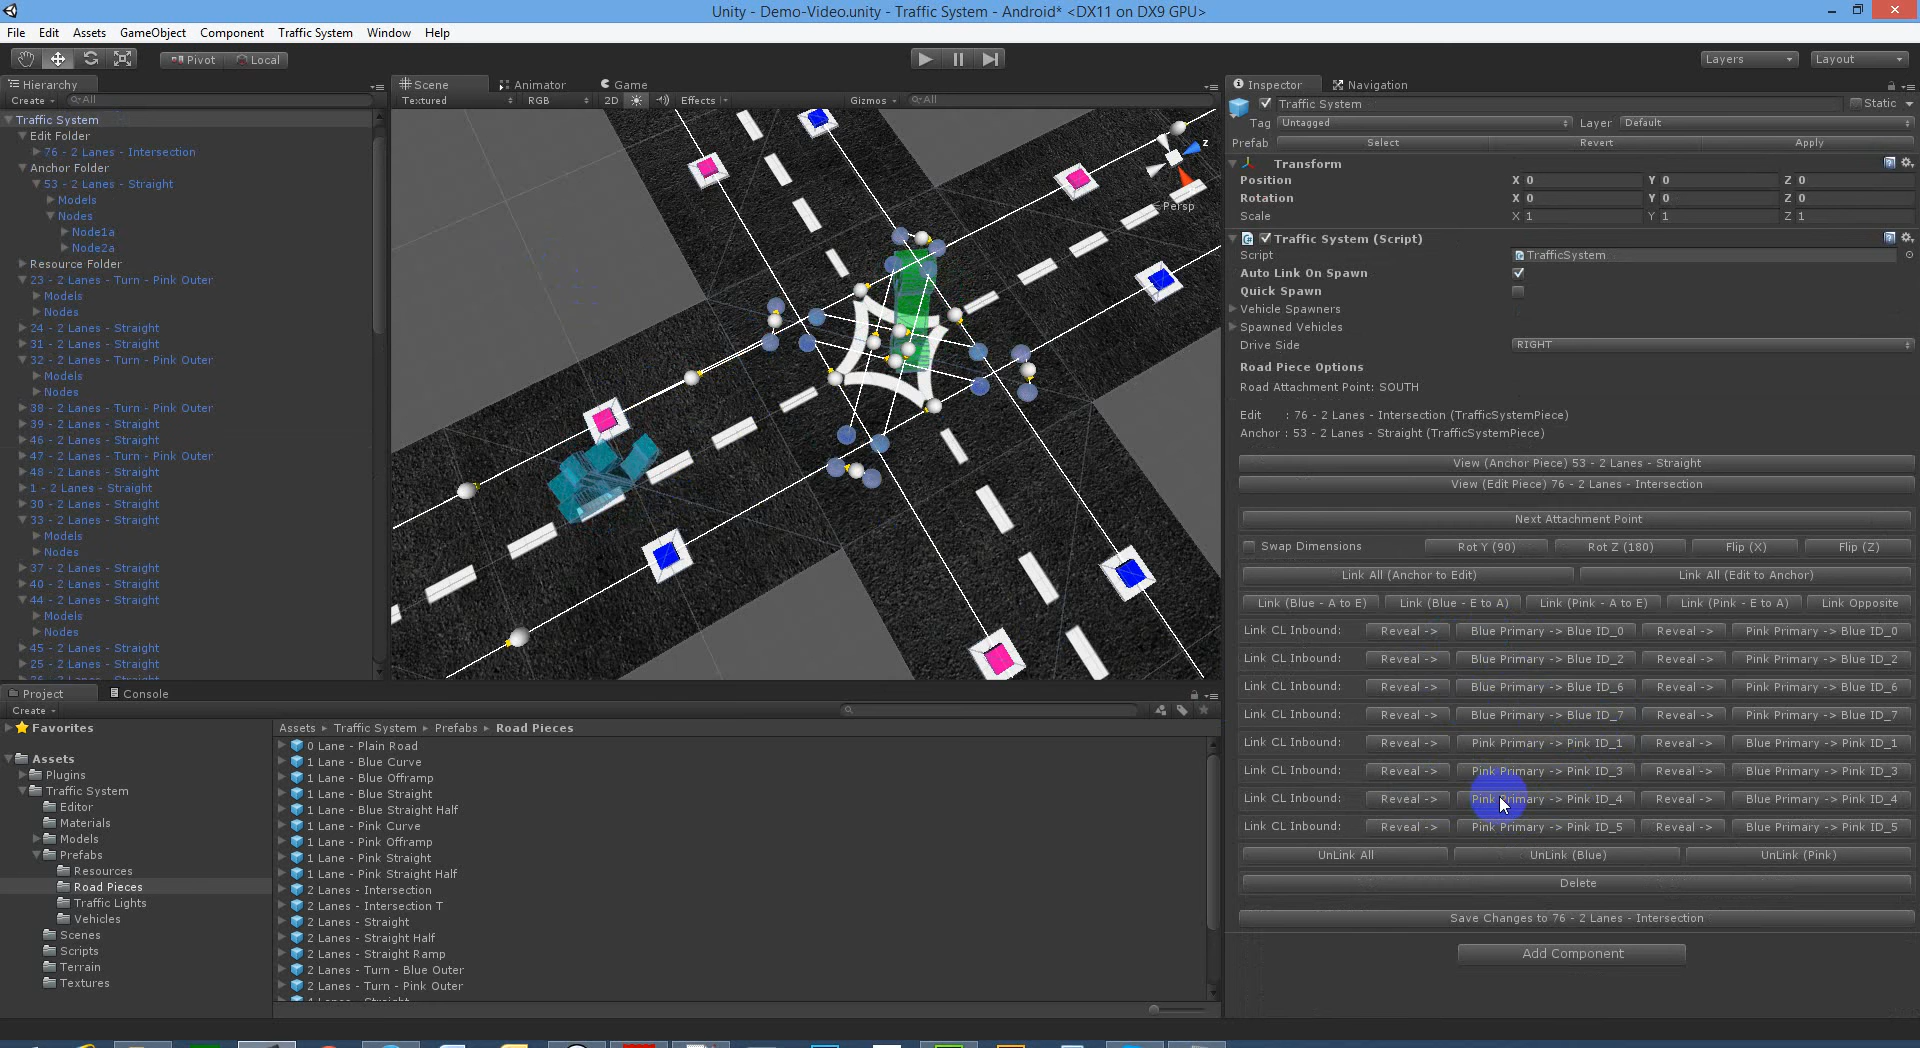 Unity - Demo-Video.unity - Traffic System - Android* <DX11 on DX9 GPU>
File Edit Assets GameObject Component Traffic System Window Help
Pivot Local Layers Layout
Hierarchy
Create All
Traffic System
Edit Folder
76 - 2 Lanes - Intersection
Anchor Folder
53 - 2 Lanes - Straight
Models
Nodes
Node1a
Node2a
Resource Folder
23 - 2 Lanes - Turn - Pink Outer
Models
Nodes
24 - 2 Lanes - Straight
31 - 2 Lanes - Straight
32 - 2 Lanes - Turn - Pink Outer
Models
Nodes
38 - 2 Lanes - Turn - Pink Outer
39 - 2 Lanes - Straight
46 - 2 Lanes - Straight
47 - 2 Lanes - Turn - Pink Outer
48 - 2 Lanes - Straight
1 - 2 Lanes - Straight
30 - 2 Lanes - Straight
33 - 2 Lanes - Straight
Models
Nodes
37 - 2 Lanes - Straight
40 - 2 Lanes - Straight
44 - 2 Lanes - Straight
Models
Nodes
45 - 2 Lanes - Straight
25 - 2 Lanes - Straight
Scene Animator Game
Textured RGB 2D Effects Gizmos All
z
Persp
Inspector Navigation
Traffic System Static
Tag Untagged Layer Default
Prefab Select Revert Apply
Transform
Position X 0 Y 0 Z 0
Rotation X 0 Y 0 Z 0
Scale X 1 Y 1 Z 1
Traffic System (Script)
Script TrafficSystem
Auto Link On Spawn
Quick Spawn
Vehicle Spawners
Spawned Vehicles
Drive Side RIGHT
Road Piece Options
Road Attachment Point: SOUTH
Edit : 76 - 2 Lanes - Intersection (TrafficSystemPiece)
Anchor : 53 - 2 Lanes - Straight (TrafficSystemPiece)
View (Anchor Piece) 53 - 2 Lanes - Straight
View (Edit Piece) 76 - 2 Lanes - Intersection
Next Attachment Point
Swap Dimensions Rot Y (90) Rot Z (180) Flip (X) Flip (Z)
Link All (Anchor to Edit) Link All (Edit to Anchor)
Link (Blue - A to E) Link (Blue - E to A) Link (Pink - A to E) Link (Pink - E to A) Link Opposite
Link CL Inbound: Reveal -> Blue Primary -> Blue ID_0 Reveal -> Pink Primary -> Blue ID_0
Link CL Inbound: Reveal -> Blue Primary -> Blue ID_2 Reveal -> Pink Primary -> Blue ID_2
Link CL Inbound: Reveal -> Blue Primary -> Blue ID_6 Reveal -> Pink Primary -> Blue ID_6
Link CL Inbound: Reveal -> Blue Primary -> Blue ID_7 Reveal -> Pink Primary -> Blue ID_7
Link CL Inbound: Reveal -> Pink Primary -> Pink ID_1 Reveal -> Blue Primary -> Pink ID_1
Link CL Inbound: Reveal -> Pink Primary -> Pink ID_3 Reveal -> Blue Primary -> Pink ID_3
Link CL Inbound: Reveal -> Pink Primary -> Pink ID_4 Reveal -> Blue Primary -> Pink ID_4
Link CL Inbound: Reveal -> Pink Primary -> Pink ID_5 Reveal -> Blue Primary -> Pink ID_5
UnLink All UnLink (Blue) UnLink (Pink)
Delete
Save Changes to 76 - 2 Lanes - Intersection
Add Component
Project Console
Create
Favorites
Assets
Plugins
Traffic System
Editor
Materials
Models
Prefabs
Resources
Road Pieces
Traffic Lights
Vehicles
Scenes
Scripts
Terrain
Textures
Assets Traffic System Prefabs Road Pieces
0 Lane - Plain Road
1 Lane - Blue Curve
1 Lane - Blue Offramp
1 Lane - Blue Straight
1 Lane - Blue Straight Half
1 Lane - Pink Curve
1 Lane - Pink Offramp
1 Lane - Pink Straight
1 Lane - Pink Straight Half
2 Lanes - Intersection
2 Lanes - Intersection T
2 Lanes - Straight
2 Lanes - Straight Half
2 Lanes - Straight Ramp
2 Lanes - Turn - Blue Outer
2 Lanes - Turn - Pink Outer